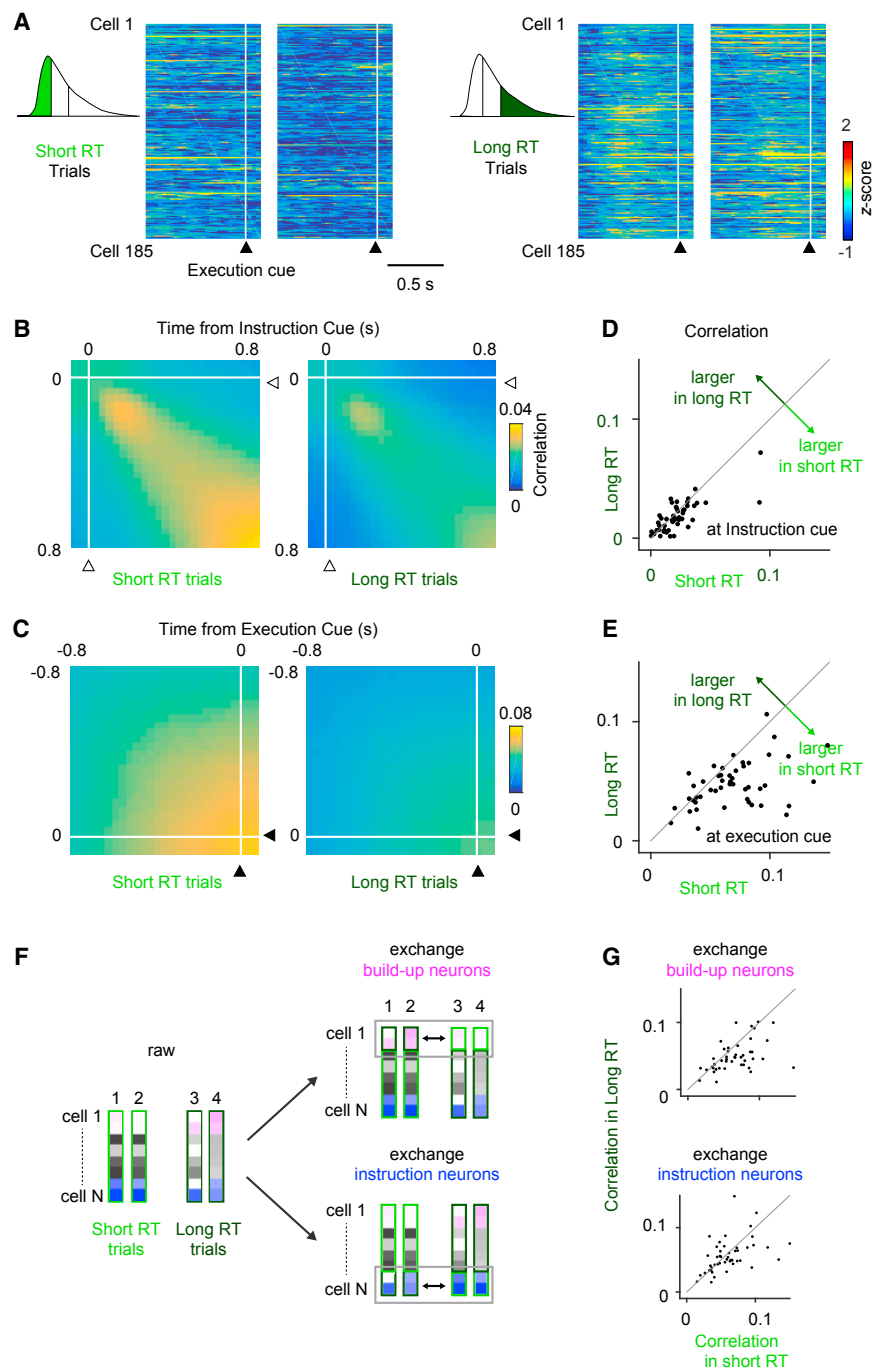 A
Cell 1
Short RT
Trials
Cell 185
Execution cue
0.5 s
Long RT
Trials
Cell 185
2
z-score
-1
B
Time from Instruction Cue (s)
0
0.8
0
0.8
0
0
0.8
0.04
Correlation
0
Short RT trials
Long RT trials
C
Time from Execution Cue (s)
-0.8
0
-0.8
0
-0.8
0
0.08
0
Short RT trials
Long RT trials
D
Correlation
larger
in long RT
larger
in short RT
0.1
Long RT
0
at Instruction cue
0
0.1
Short RT
E
larger
in long RT
larger
in short RT
0.1
Long RT
0
at execution cue
0
0.1
Short RT
F
exchange
build-up neurons
1
2
3
4
cell 1
cell N
raw
1
2
3
4
cell 1
cell N
Short RT
trials
Long RT
trials
exchange
instruction neurons
cell 1
cell N
G
exchange
build-up neurons
0.1
0
Correlation in Long RT
exchange
instruction neurons
0.1
0
0
0.1
Correlation
in short RT